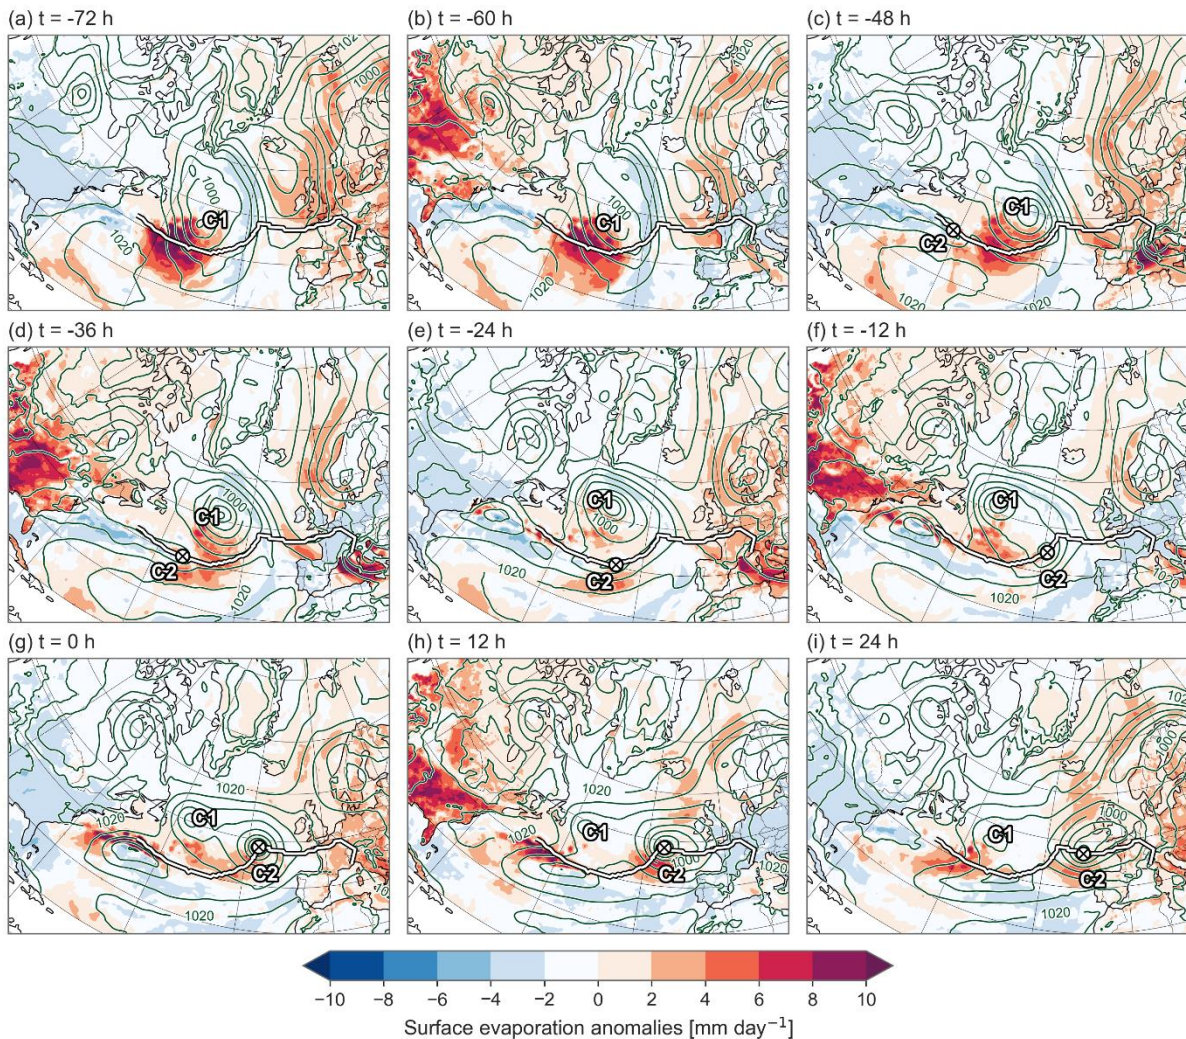 (a) t = -72 h
(b) t = -60 h
(c) t = -48 h
1020
1000
1000
C1
1020
1000
C1
1020
C1
C2
1020
1020
(d) t = -36 h
(e) t = -24 h
(f) t = -12 h
1000
C1
C2
1020
C1
1000
C2
1020
C1
C2
1020
(g) t = 0 h
(h) t = 12 h
(i) t = 24 h
1020
1020
C1
C2
1020
1020
1020
C1
1000
C2
1020
1020
1000
1000
C1
C2
1020
−10 −8 −6 −4 −2 0 2 4 6 8 10
Surface evaporation anomalies [mm day⁻¹]